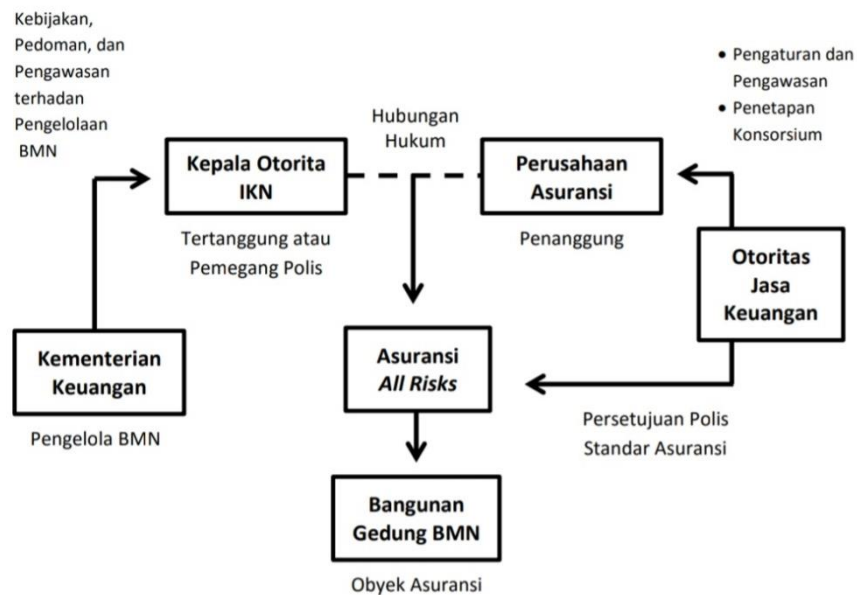 Kebijakan,
Pedoman, dan
Pengawasan
terhadan
Pengelolaan
BMN
• Pengaturan dan
Pengawasan
• Penetapan
Konsorsium
Hubungan
Hukum
Kepala Otorita
IKN
Perusahaan
Asuransi
Tertanggung atau
Pemegang Polis
Penanggung
Otoritas
Jasa
Keuangan
Kementerian
Keuangan
Asuransi
All Risks
Pengelola BMN
Persetujuan Polis
Standar Asuransi
Bangunan
Gedung BMN
Obyek Asuransi